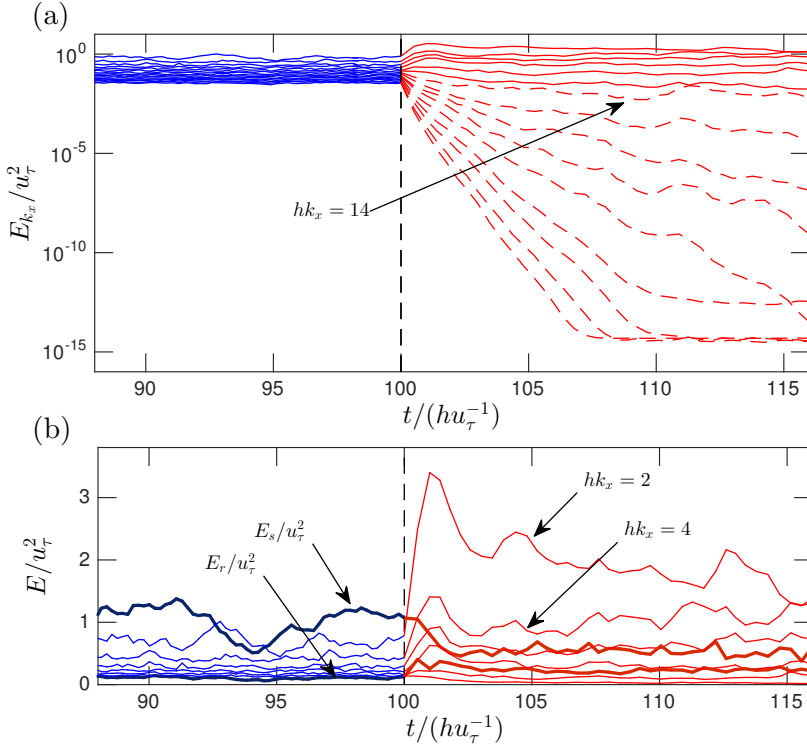 (a)
10^0
10^{-5}
10^{-10}
10^{-15}
E_{k_x}/u_τ^2
hk_x = 14
90
95
100
105
110
115
t/(hu_τ^{-1})
(b)
3
2
1
0
E/u_τ^2
E_s/u_τ^2
E_r/u_τ^2
hk_x = 2
hk_x = 4
90
95
100
105
110
115
t/(hu_τ^{-1})